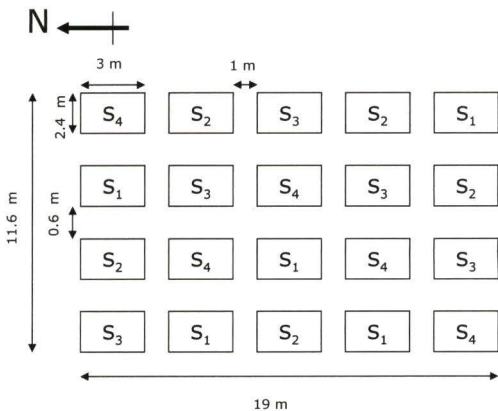 N
3 m
1 m
2.4 m
S₄ S₂ S₃ S₂ S₁
S₁ S₃ S₄ S₃ S₂
11.6 m
0.6 m
S₂ S₄ S₁ S₄ S₃
S₃ S₁ S₂ S₁ S₄
19 m